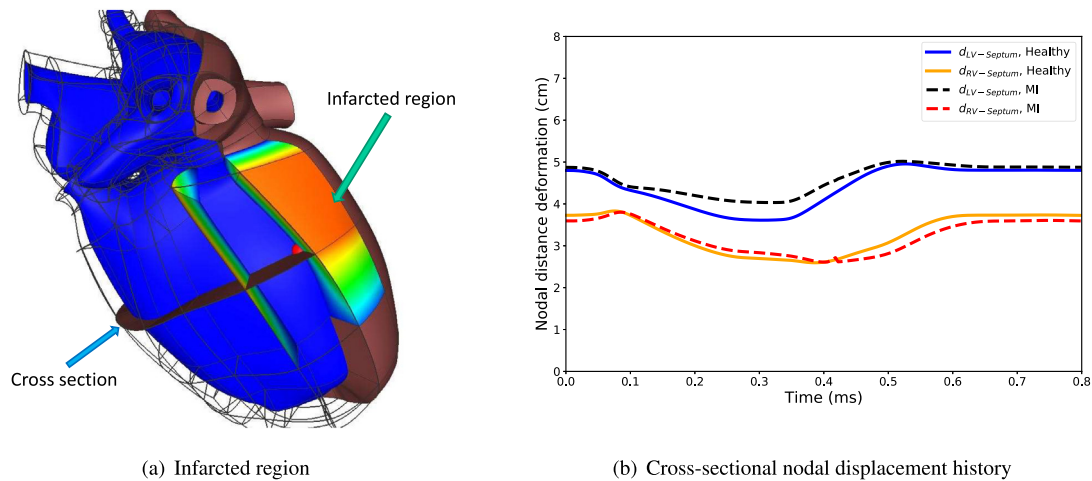 Infarcted region
Cross section
(a) Infarcted region
8
7
6
5
4
3
2
1
0
Nodal distance deformation (cm)
0.0 0.1 0.2 0.3 0.4 0.5 0.6 0.7 0.8
Time (ms)
d_LV−Septum, Healthy
d_RV−Septum, Healthy
d_LV−Septum, MI
d_RV−Septum, MI
(b) Cross-sectional nodal displacement history